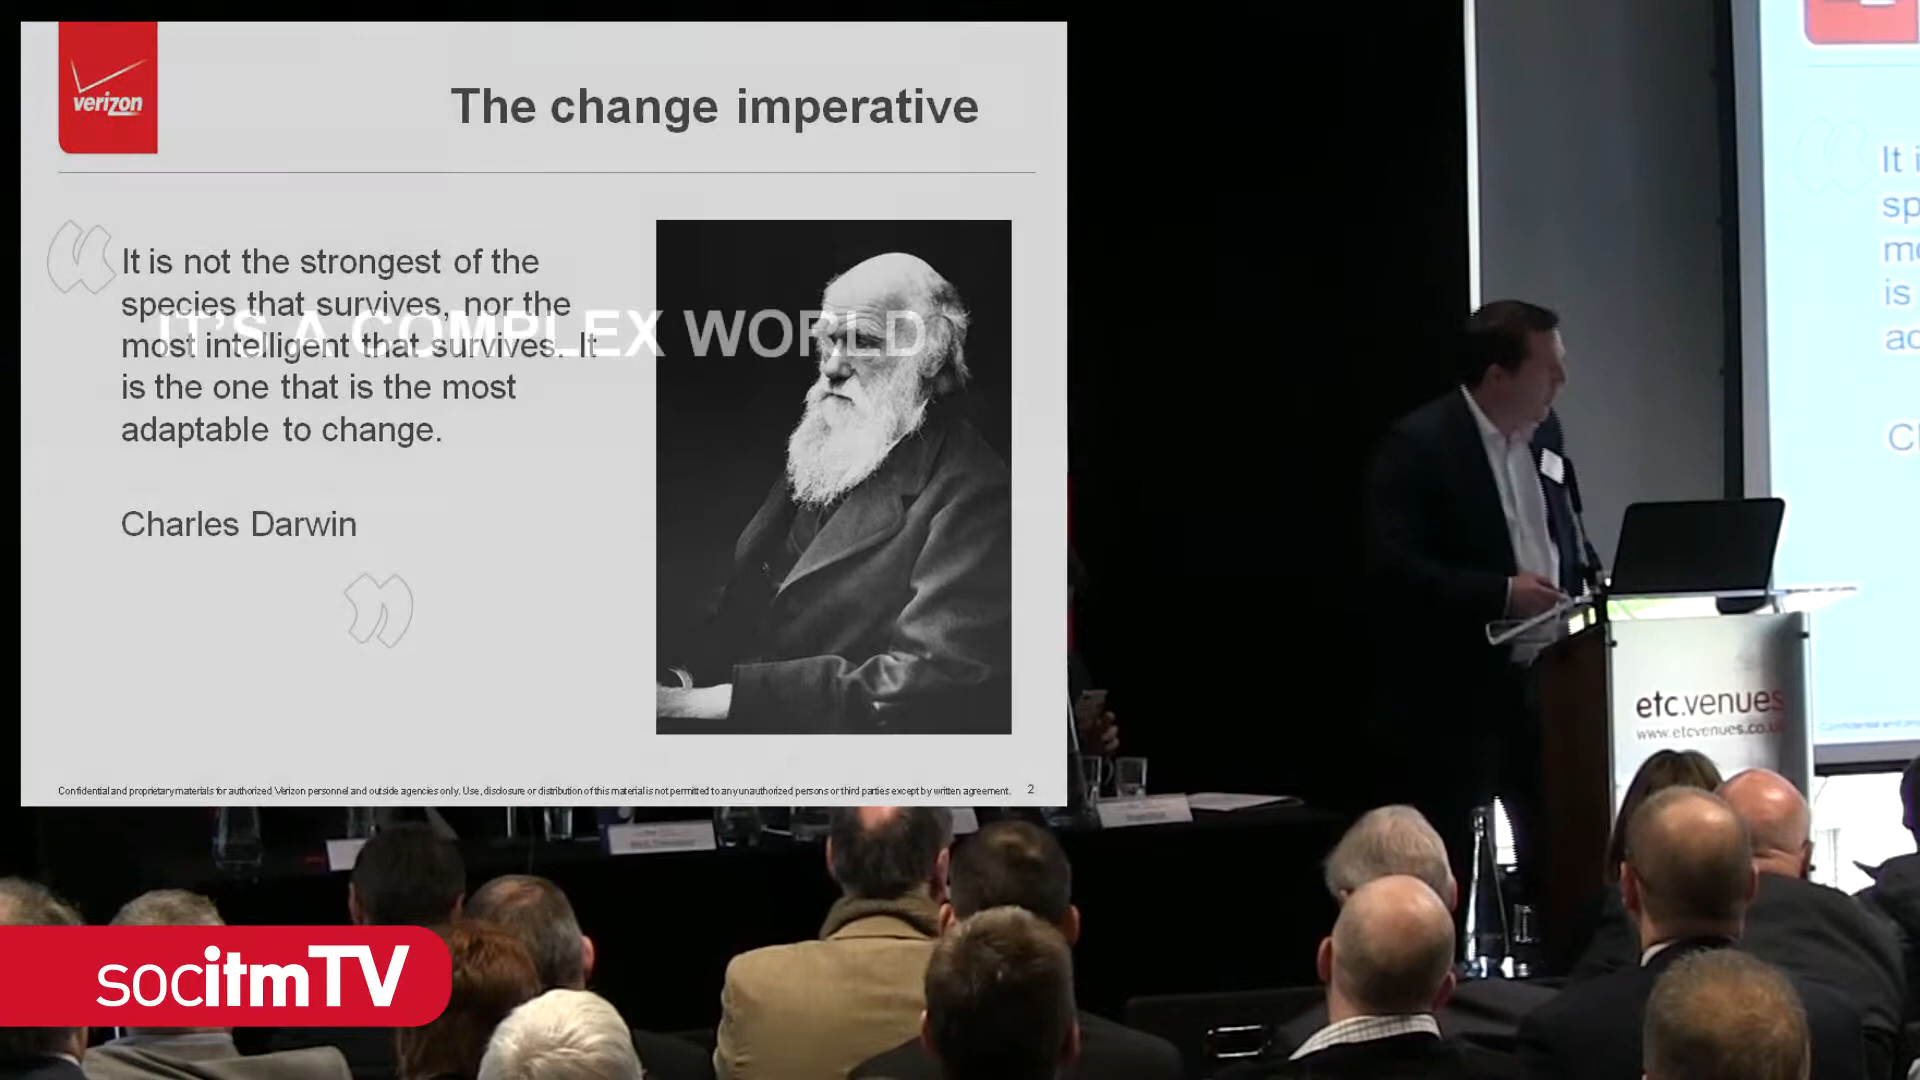 verizon
The change imperative
“
It is not the strongest of the
species that survives, nor the
most intelligent that survives. It
is the one that is the most
adaptable to change.
IT'S A COMPLEX WORLD
Charles Darwin
”
Confidential and proprietary materials for authorized Verizon personnel and outside agencies only. Use, disclosure or distribution of this material is not permitted to any unauthorized persons or third parties except by written agreement. 2
“
It i
sp
mo
is
ad
C
etc.venues
www.etcvenues.co.u
socitmTV